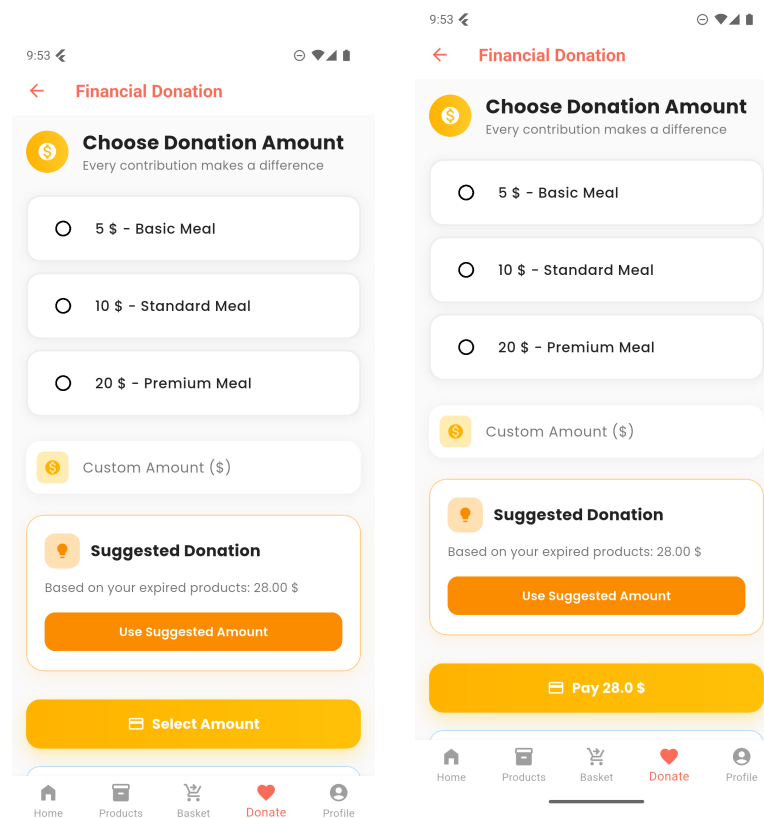 9:53
Financial Donation
Choose Donation Amount
Every contribution makes a difference
5 $ - Basic Meal
10 $ - Standard Meal
20 $ - Premium Meal
Custom Amount ($)
Suggested Donation
Based on your expired products: 28.00 $
Use Suggested Amount
Select Amount
Home Products Basket Donate Profile
9:53
Financial Donation
Choose Donation Amount
Every contribution makes a difference
5 $ - Basic Meal
10 $ - Standard Meal
20 $ - Premium Meal
Custom Amount ($)
Suggested Donation
Based on your expired products: 28.00 $
Use Suggested Amount
Pay 28.0 $
Home Products Basket Donate Profile